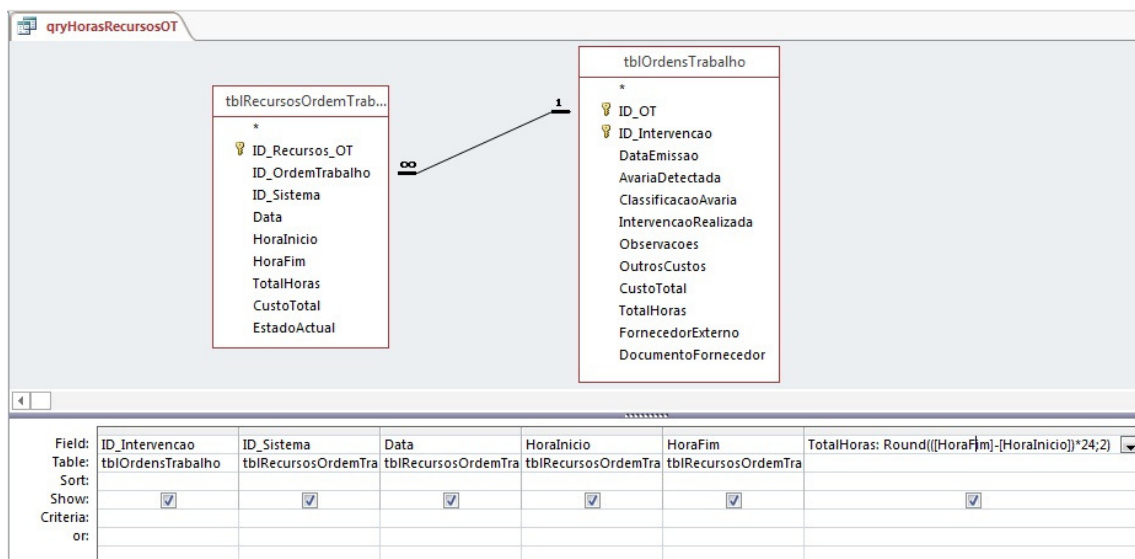 qryHorasRecursosOT
tblRecursosOrdemTrab...
*
ID_Recursos_OT
ID_OrdemTrabalho
ID_Sistema
Data
HoraInicio
HoraFim
TotalHoras
CustoTotal
EstadoActual
∞
1
tblOrdensTrabalho
*
ID_OT
ID_Intervencao
DataEmissao
AvariaDetectada
ClassificacaoAvaria
IntervencaoRealizada
Observacoes
OutrosCustos
CustoTotal
TotalHoras
FornecedorExterno
DocumentoFornecedor
Field: ID_Intervencao ID_Sistema Data HoraInicio HoraFim TotalHoras: Round(([HoraFim]-[HoraInicio])*24;2)
Table: tblOrdensTrabalho tblRecursosOrdemTra tblRecursosOrdemTra tblRecursosOrdemTra tblRecursosOrdemTra
Sort:
Show:
Criteria:
or: